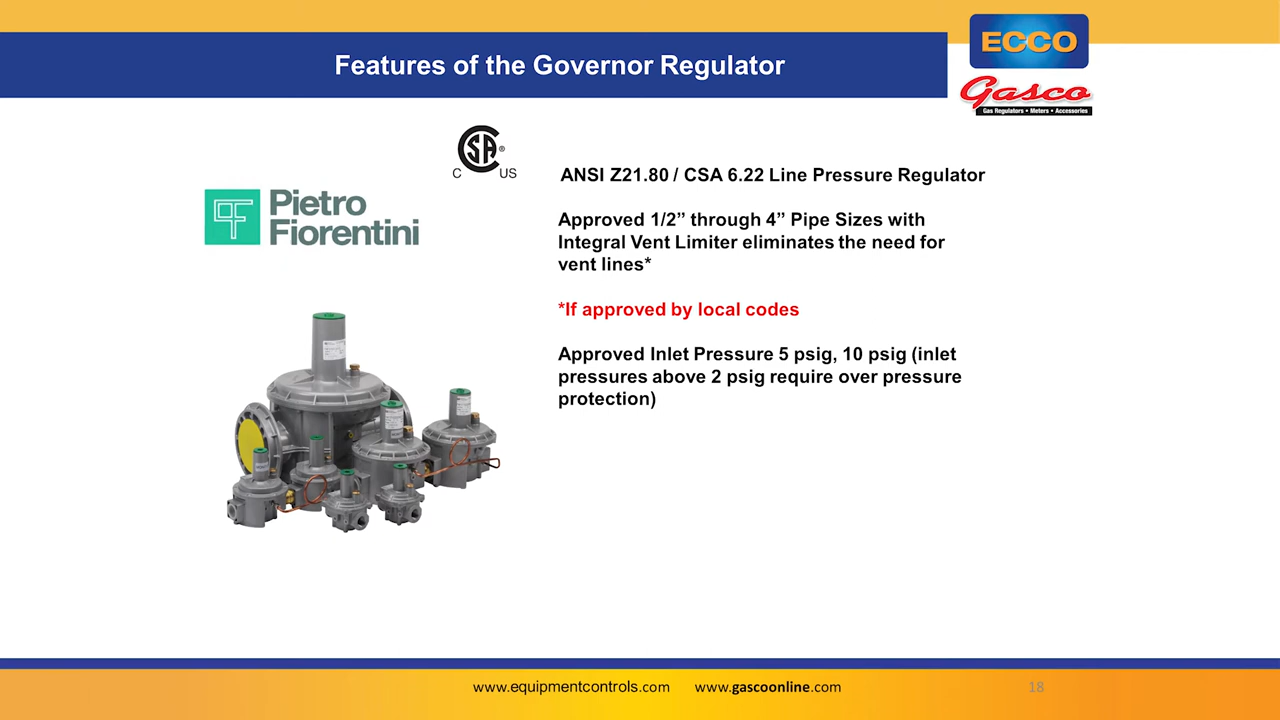 Features of the Governor Regulator
ECCO
Gasco
Gas Regulators • Meters • Accessories
CSA®
C US
Pietro
Fiorentini
ANSI Z21.80 / CSA 6.22 Line Pressure Regulator
Approved 1/2” through 4” Pipe Sizes with
Integral Vent Limiter eliminates the need for
vent lines*
*If approved by local codes
Approved Inlet Pressure 5 psig, 10 psig (inlet
pressures above 2 psig require over pressure
protection)
www.equipmentcontrols.com www.gascoonline.com
18